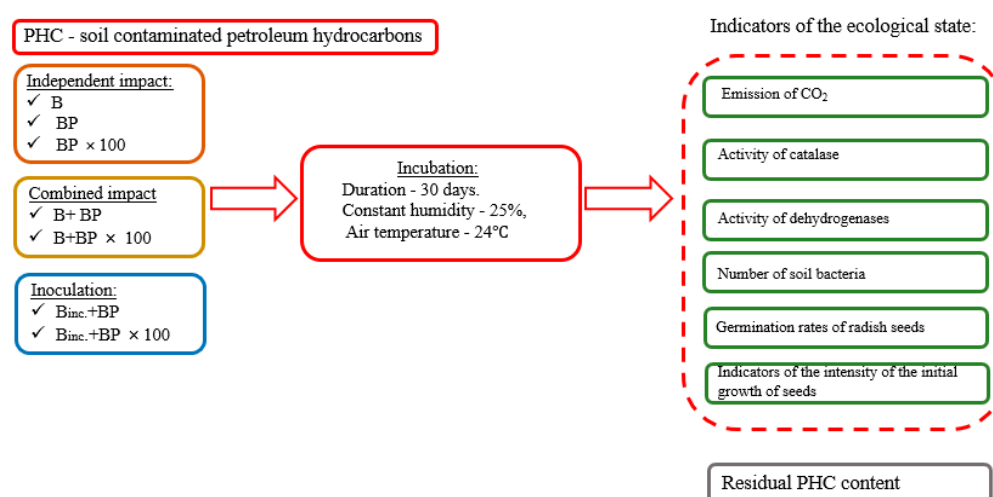 PHC - soil contaminated petroleum hydrocarbons
Independent impact:
✓ B
✓ BP
✓ BP × 100
Combined impact
✓ B+ BP
✓ B+BP × 100
Inoculation:
✓ Binc.+BP
✓ Binc.+BP × 100
Incubation:
Duration - 30 days.
Constant humidity - 25%,
Air temperature - 24℃
Indicators of the ecological state:
Emission of CO₂
Activity of catalase
Activity of dehydrogenases
Number of soil bacteria
Germination rates of radish seeds
Indicators of the intensity of the initial
growth of seeds
Residual PHC content